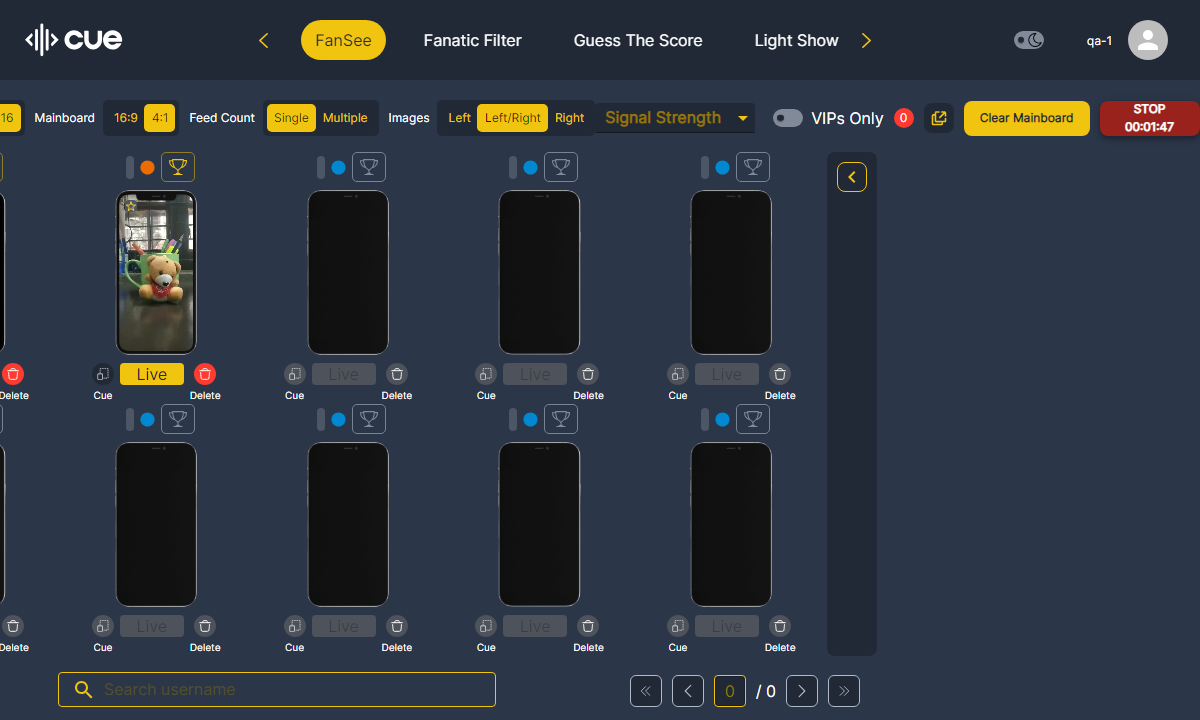 cue
FanSee
Fanatic Filter
Guess The Score
Light Show
qa-1
16
Mainboard
16:9
4:1
Feed Count
Single
Multiple
Images
Left
Left/Right
Right
Signal Strength
VIPs Only
0
Clear Mainboard
STOP
00:01:47
Live
Live
Live
Live
Delete
Cue
Delete
Cue
Delete
Cue
Delete
Cue
Delete
Live
Live
Live
Live
Delete
Cue
Delete
Cue
Delete
Cue
Delete
Cue
Delete
Search username
0
/ 0